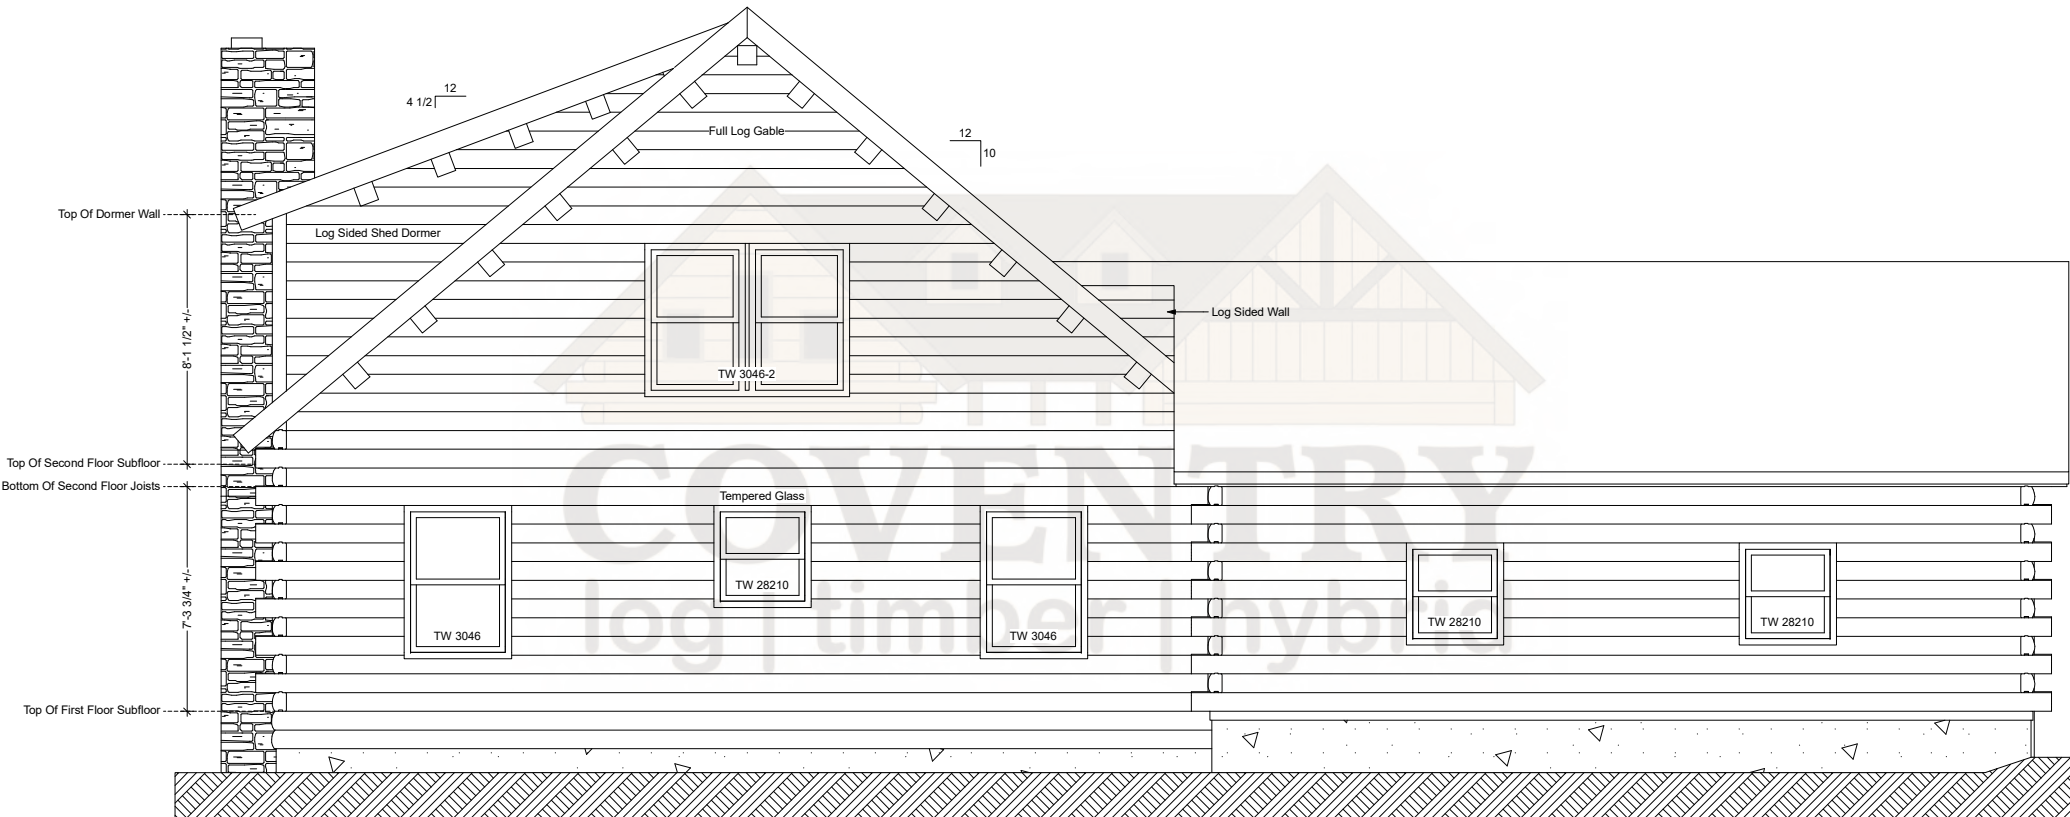 12
4 1/2
Full Log Gable
12
10
Top Of Dormer Wall
Log Sided Shed Dormer
8'-1 1/2" +/-
Log Sided Wall
TW 3046-2
COVENTRY
Top Of Second Floor Subfloor
Bottom Of Second Floor Joists
Tempered Glass
7'-3 3/4" +/-
TW 28210
log | timber | hybrid
TW 3046
TW 3046
TW 28210
TW 28210
Top Of First Floor Subfloor